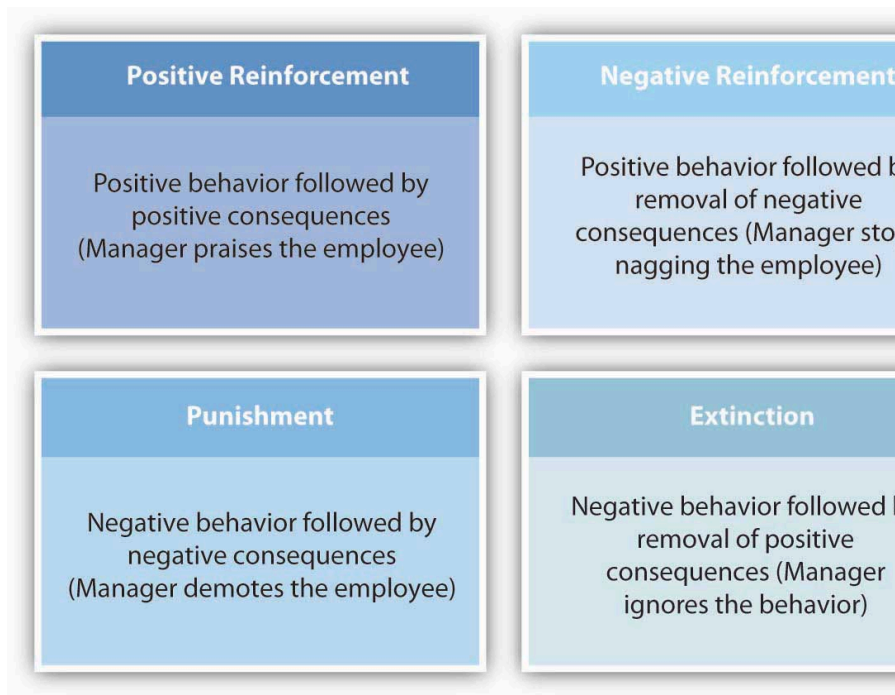 Positive Reinforcement
Positive behavior followed by
positive consequences
(Manager praises the employee)
Negative Reinforcement
Positive behavior followed
removal of negative
consequences (Manager
nagging the employee)
Punishment
Negative behavior followed by
negative consequences
(Manager demotes the employee)
Extinction
Negative behavior followed
removal of positive
consequences (Manager
ignores the behavior)